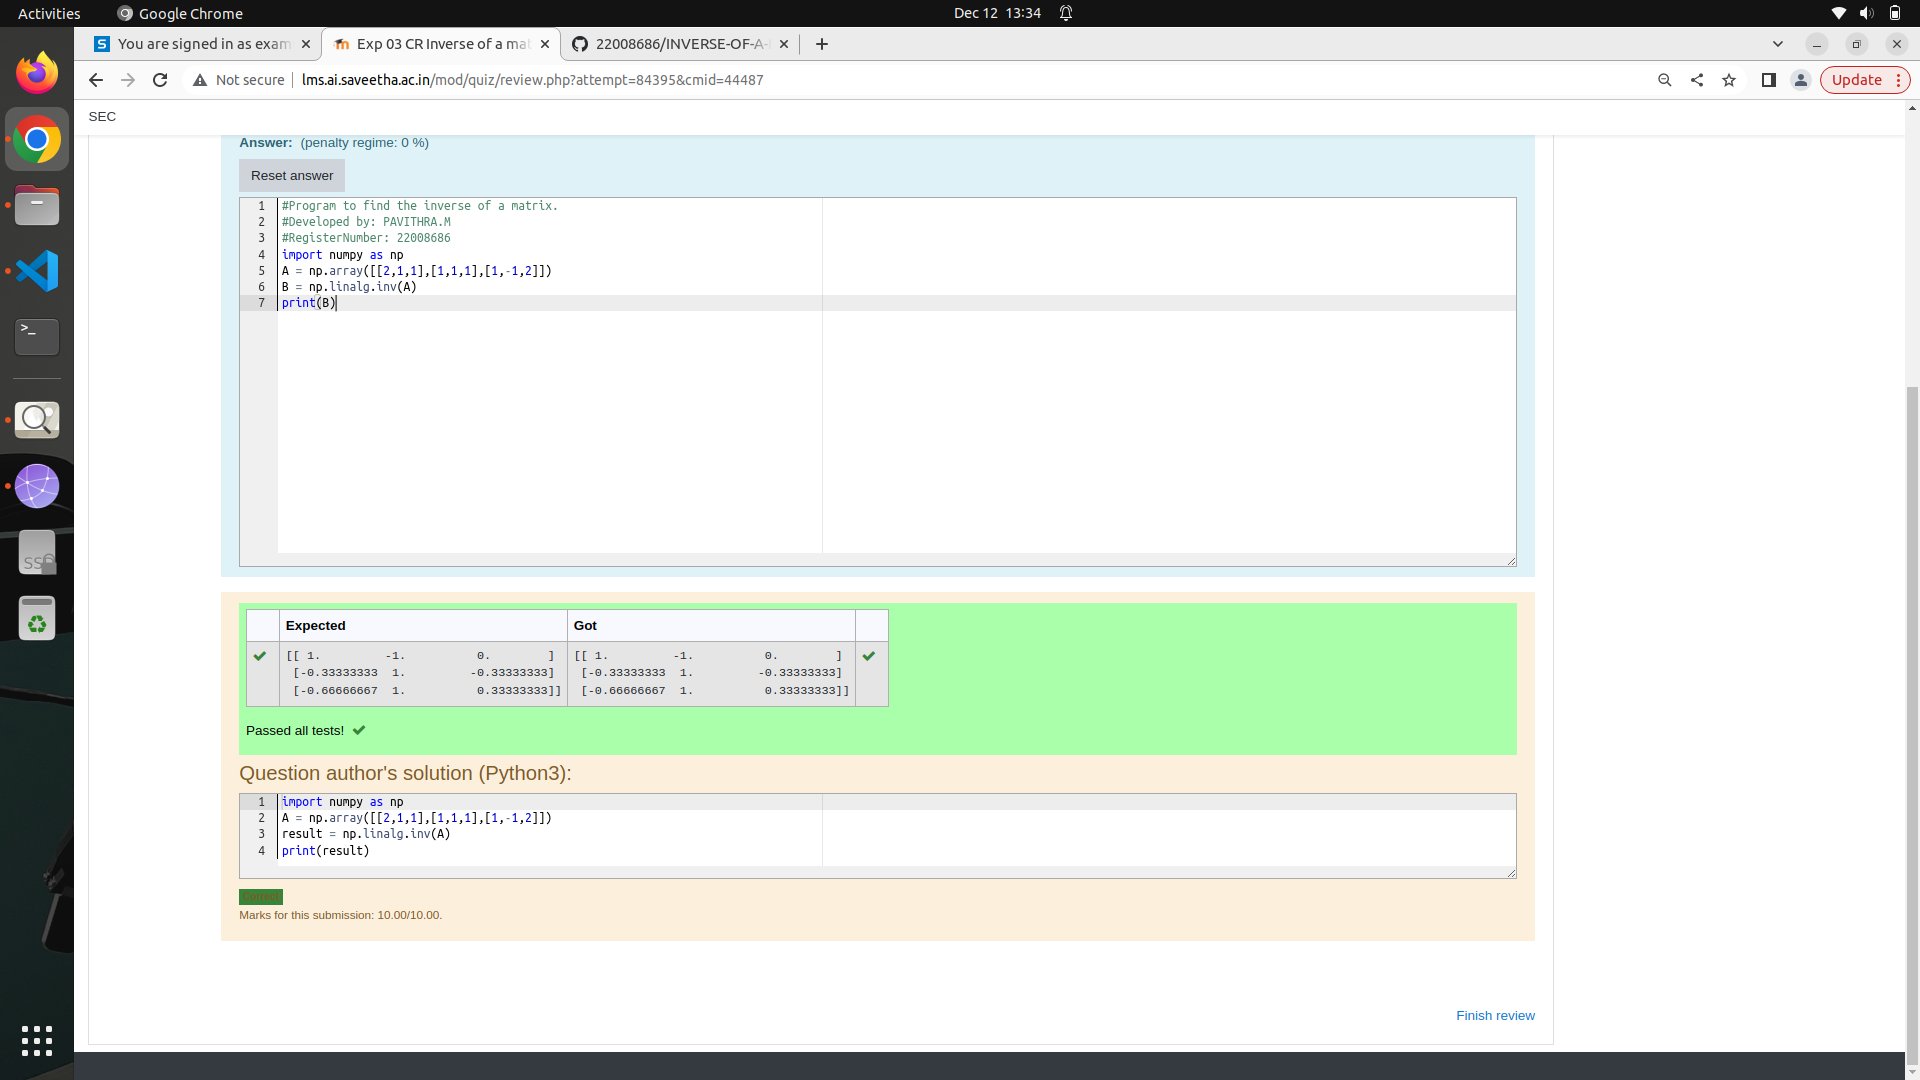 Activities
Google Chrome
Dec 12 13:34
You are signed in as exam
Exp 03 CR Inverse of a mat
22008686/INVERSE-OF-A-
Not secure
lms.ai.saveetha.ac.in/mod/quiz/review.php?attempt=84395&cmid=44487
Update
SEC
Answer: (penalty regime: 0 %)
Reset answer
1 #Program to find the inverse of a matrix.
2 #Developed by: PAVITHRA.M
3 #RegisterNumber: 22008686
4 import numpy as np
5 A = np.array([[2,1,1],[1,1,1],[1,-1,2]])
6 B = np.linalg.inv(A)
7 print(B)
Expected Got
[[ 1. -1. 0. ] [[ 1. -1. 0. ]
[-0.33333333 1. -0.33333333] [-0.33333333 1. -0.33333333]
[-0.66666667 1. 0.33333333]] [-0.66666667 1. 0.33333333]]
Passed all tests!
Question author's solution (Python3):
1 import numpy as np
2 A = np.array([[2,1,1],[1,1,1],[1,-1,2]])
3 result = np.linalg.inv(A)
4 print(result)
Correct
Marks for this submission: 10.00/10.00.
Finish review
>_
SS